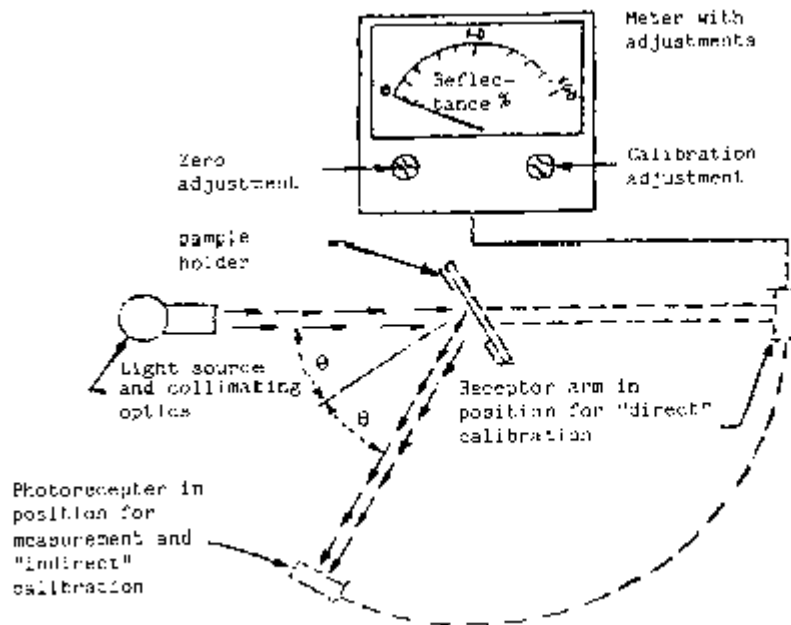 Meter with
adjustments
0
Reflec-
tance %
Zero
adjustment
Calibration
adjustment
sample
holder
θ
θ
Light source
and collimating
optics
Receptor arm in
position for "direct"
calibration
Photorecepter in
position for
measurement and
"indirect"
calibration